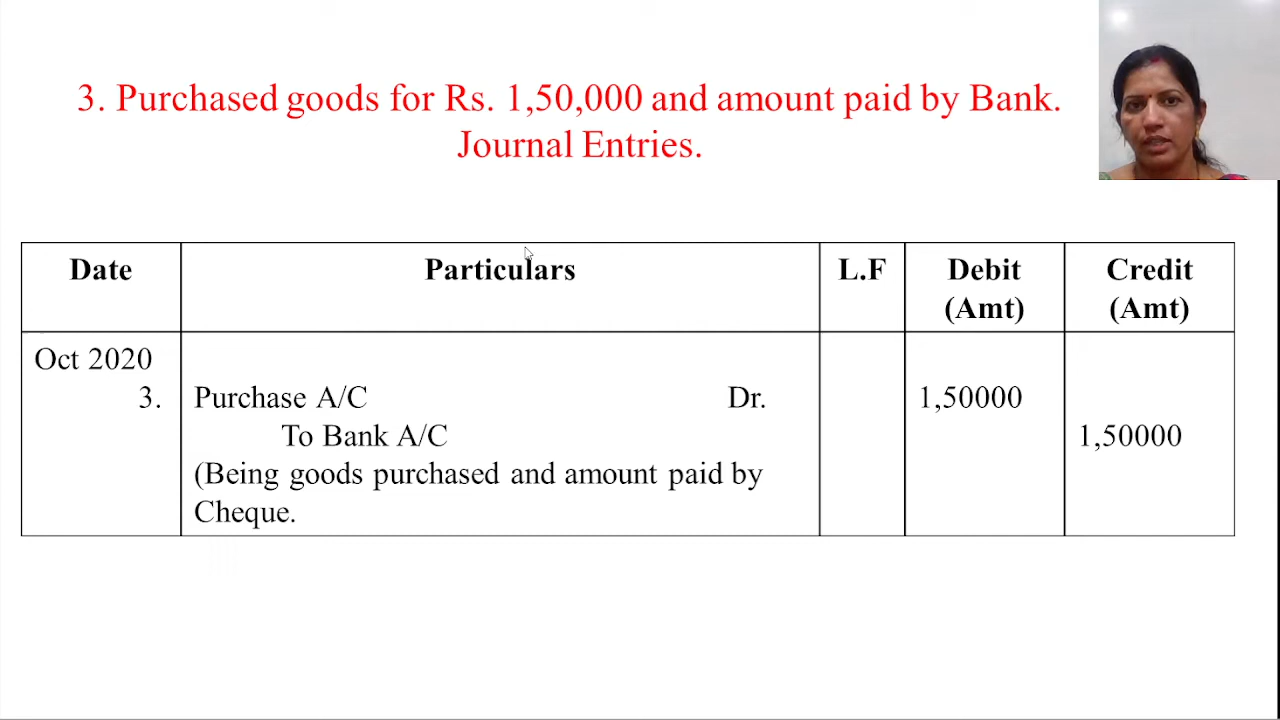 3. Purchased goods for Rs. 1,50,000 and amount paid by Bank.
Journal Entries.
Date Particulars L.F Debit (Amt) Credit (Amt)
Oct 2020
3. Purchase A/C Dr. 1,50000
To Bank A/C 1,50000
(Being goods purchased and amount paid by
Cheque.